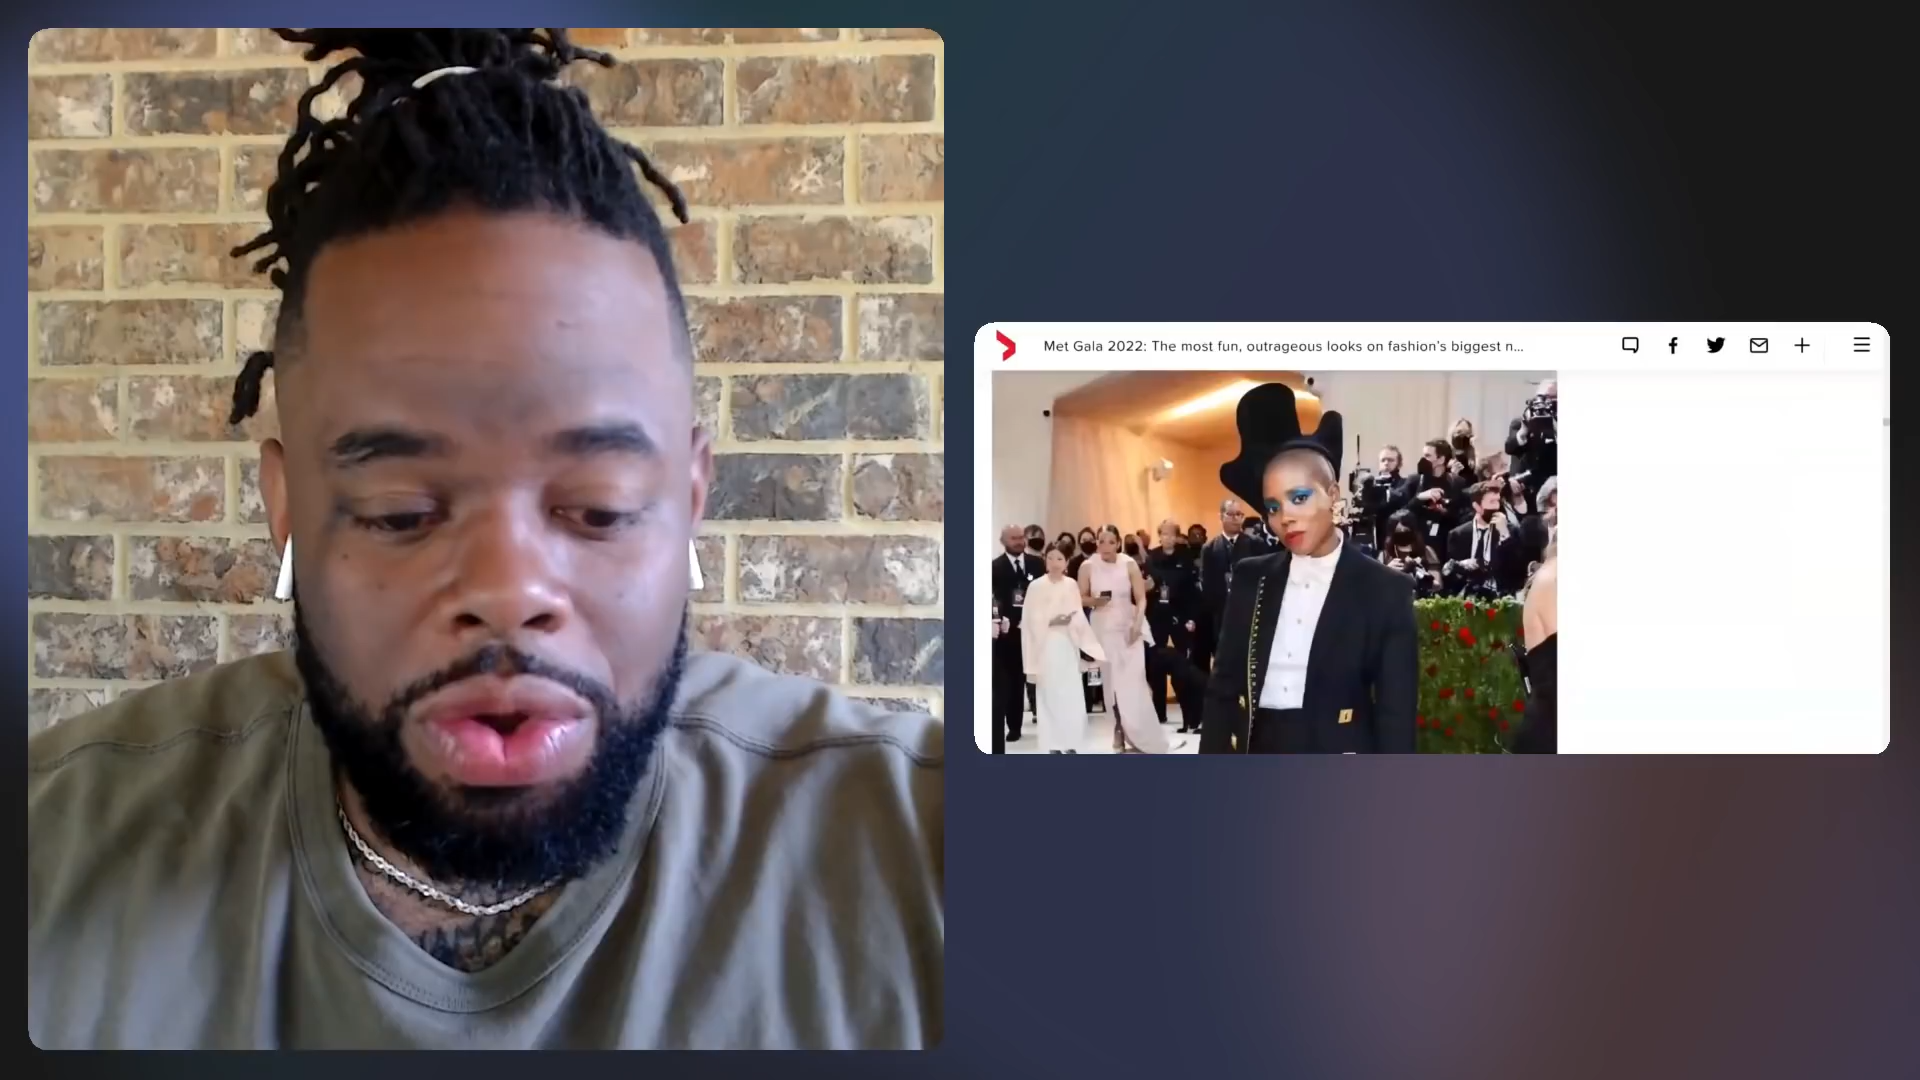 Met Gala 2022: The most fun, outrageous looks on fashion's biggest n...